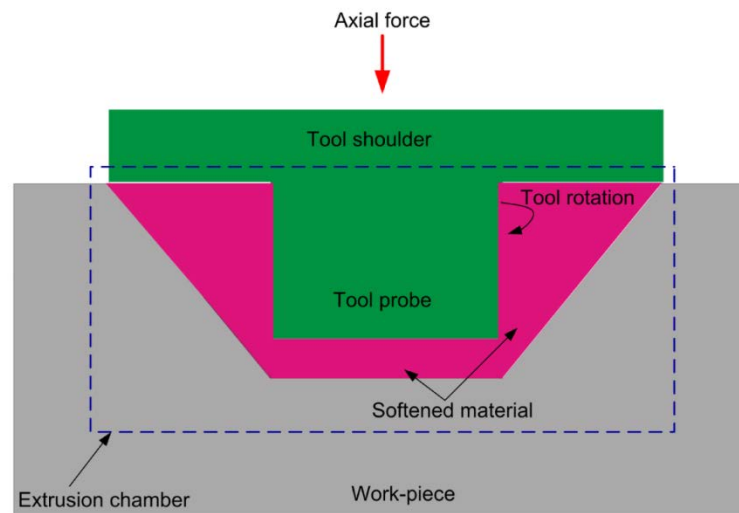 Axial force
Tool shoulder
Tool rotation
Tool probe
Softened material
Extrusion chamber
Work-piece